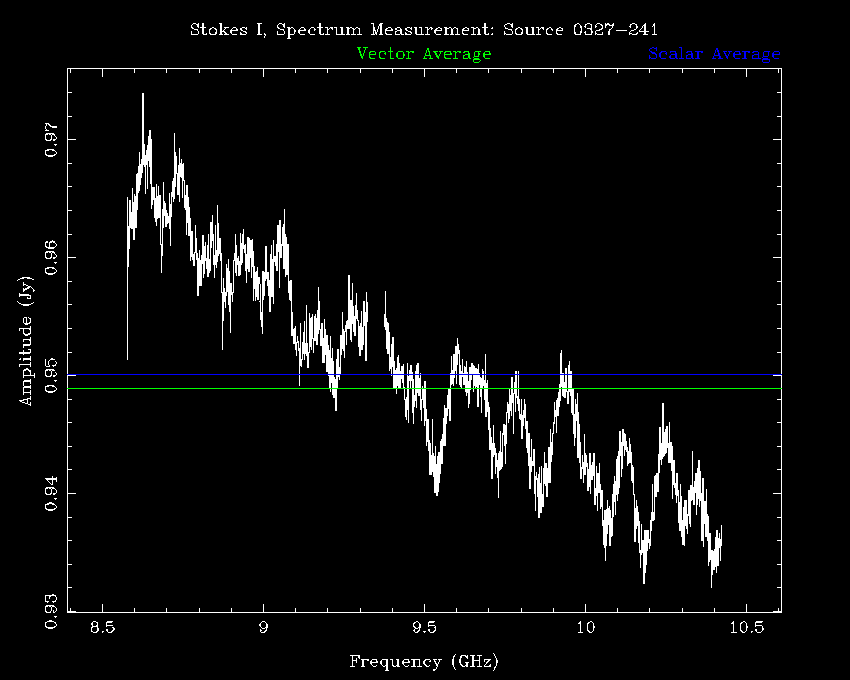 Stokes I, Spectrum Measurement: Source 0327-241
Vector Average Scalar Average
0.97
0.96
0.95
0.94
0.93
Amplitude (Jy)
8.5 9 9.5 10 10.5
Frequency (GHz)